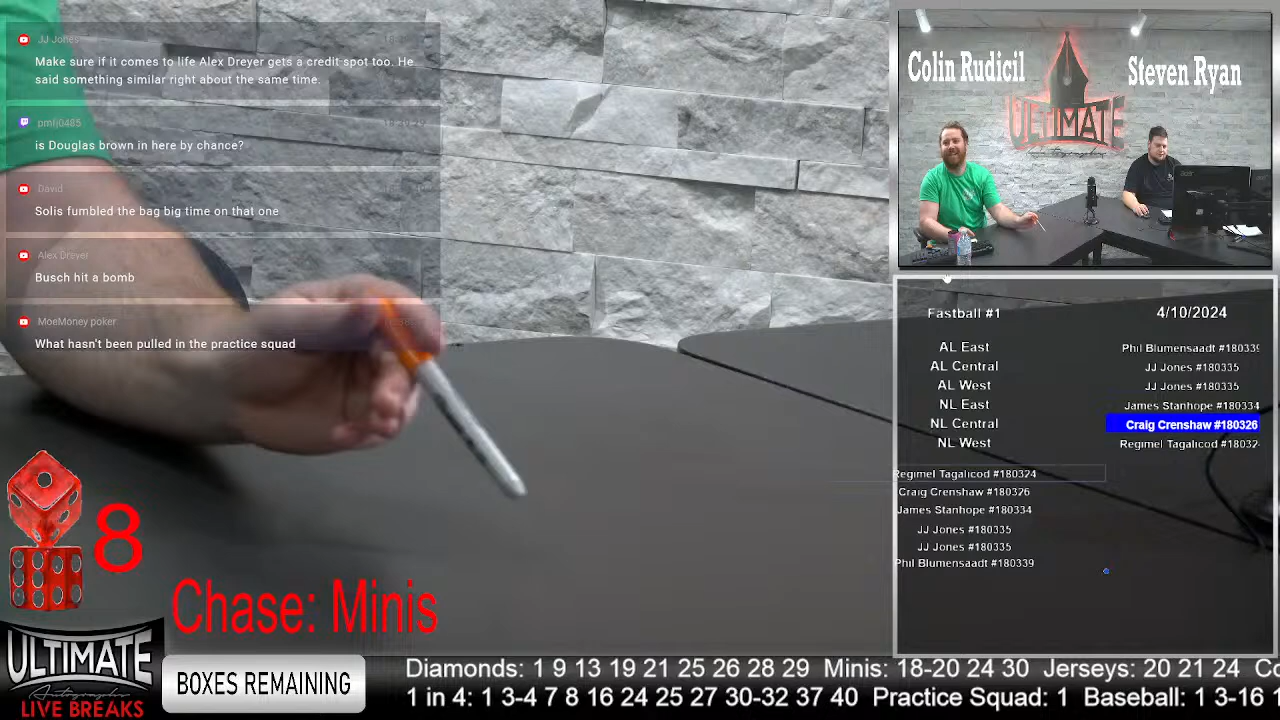 JJ Jones
Make sure if it comes to life Alex Dreyer gets a credit spot too. He
said something similar right about the same time.
pmfj0485
is Douglas brown in here by chance?
David
Solis fumbled the bag big time on that one
Alex Dreyer
Busch hit a bomb
MoeMoney poker
What hasn't been pulled in the practice squad
8
Chase: Minis
ULTIMATE
Autographs
LIVE BREAKS
BOXES REMAINING
Colin Rudicil
Steven Ryan
ULTIMATE
Fastball #1 4/10/2024
AL East Phil Blumensaadt #180339
AL Central JJ Jones #180335
AL West JJ Jones #180335
NL East James Stanhope #180334
NL Central Craig Crenshaw #180326
NL West Regimel Tagalicod #18032
Regimel Tagalicod #180324
Craig Crenshaw #180326
James Stanhope #180334
JJ Jones #180335
JJ Jones #180335
Phil Blumensaadt #180339
Diamonds: 1 9 13 19 21 25 26 28 29 Minis: 18-20 24 30 Jerseys: 20 21 24 Co
1 in 4: 1 3-4 7 8 16 24 25 27 30-32 37 40 Practice Squad: 1 Baseball: 1 3-16 1